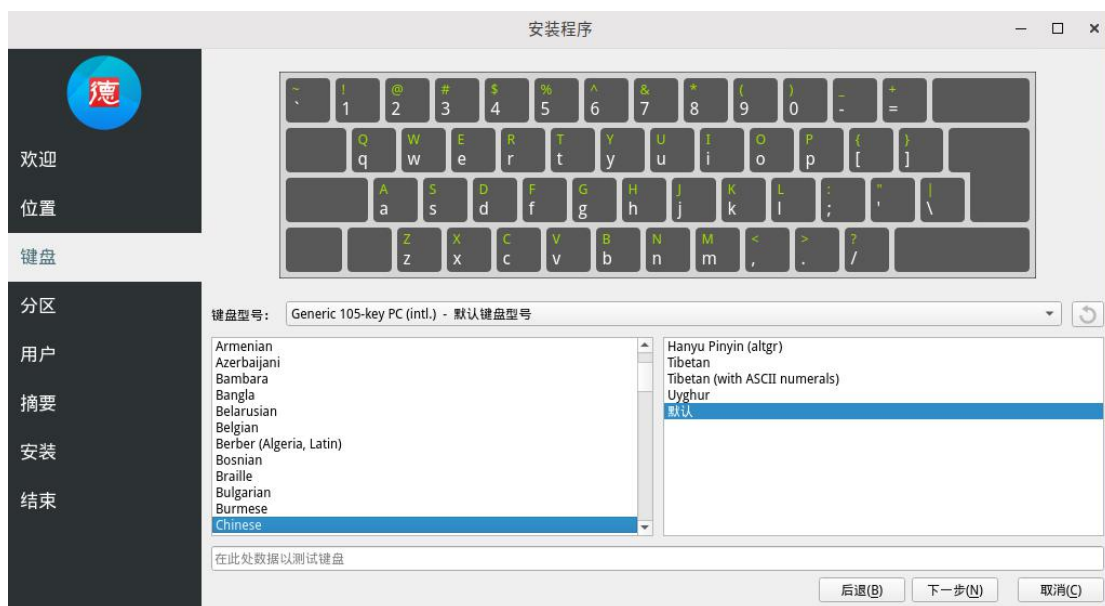 安装程序
德
~ ! @ # $ % ^ & * ( ) _ +
` 1 2 3 4 5 6 7 8 9 0 - =
Q W E R T Y U I O P { }
q w e r t y u i o p [ ]
A S D F G H J K L : " |
a s d f g h j k l ; ' \
Z X C V B N M < > ?
z x c v b n m , . /
欢迎
位置
键盘
分区
用户
摘要
安装
结束
键盘型号: Generic 105-key PC (intl.) - 默认键盘型号
Armenian
Azerbaijani
Bambara
Bangla
Belarusian
Belgian
Berber (Algeria, Latin)
Bosnian
Braille
Bulgarian
Burmese
Chinese
Hanyu Pinyin (altgr)
Tibetan
Tibetan (with ASCII numerals)
Uyghur
默认
在此处数据以测试键盘
后退(B) 下一步(N) 取消(C)